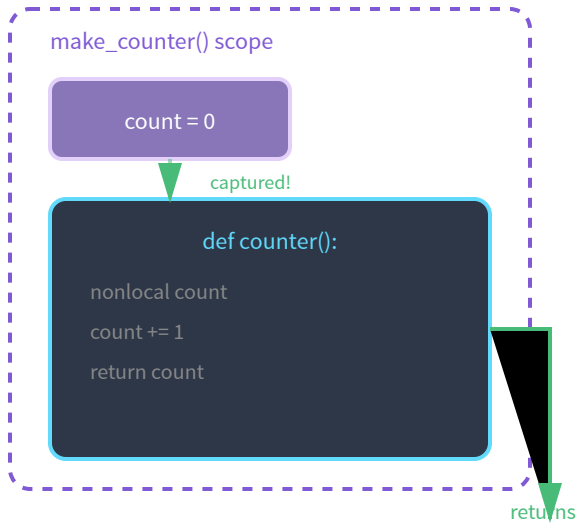 make_counter() scope
count = 0
captured!
def counter():
nonlocal count
count += 1
return count
returns